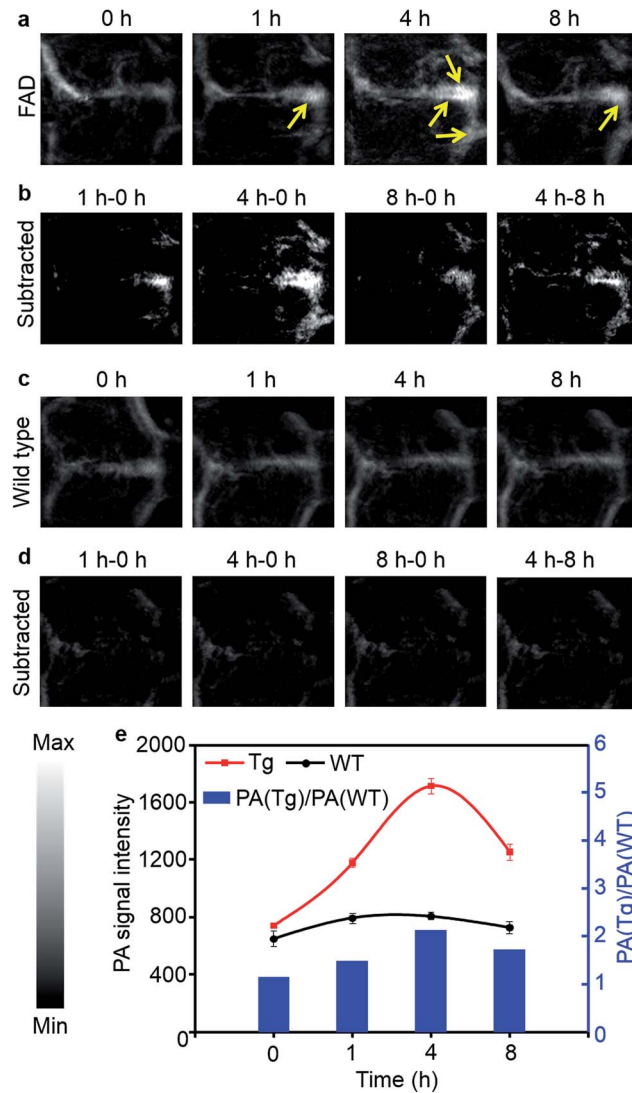 a 0 h 1 h 4 h 8 h
FAD
b 1 h-0 h 4 h-0 h 8 h-0 h 4 h-8 h
Subtracted
c 0 h 1 h 4 h 8 h
Wild type
d 1 h-0 h 4 h-0 h 8 h-0 h 4 h-8 h
Subtracted
Max
Min
e
Tg WT
PA(Tg)/PA(WT)
2000
1600
1200
800
400
0
PA signal intensity
6
5
4
3
2
1
0
PA(Tg)/PA(WT)
0 1 4 8
Time (h)